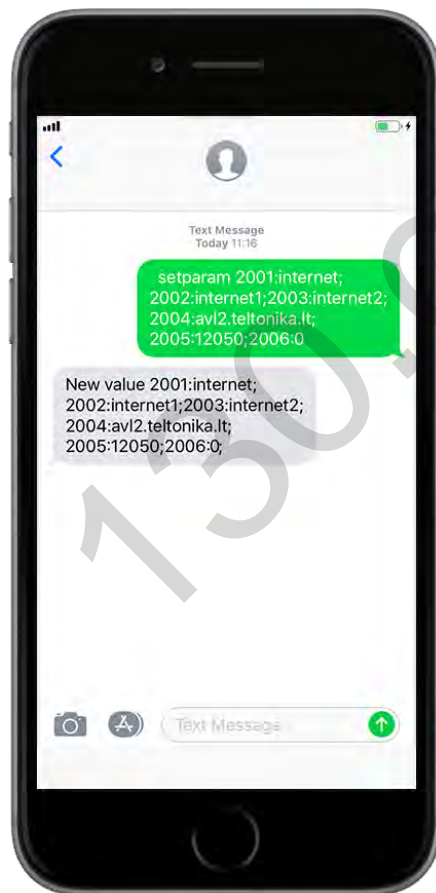 Text Message
Today 11:16
setparam 2001:internet;
2002:internet1;2003:internet2;
2004:avl2.teltonika.lt;
2005:12050;2006:0
New value 2001:internet;
2002:internet1;2003:internet2;
2004:avl2.teltonika.lt;
2005:12050;2006:0;
Text Message
130.